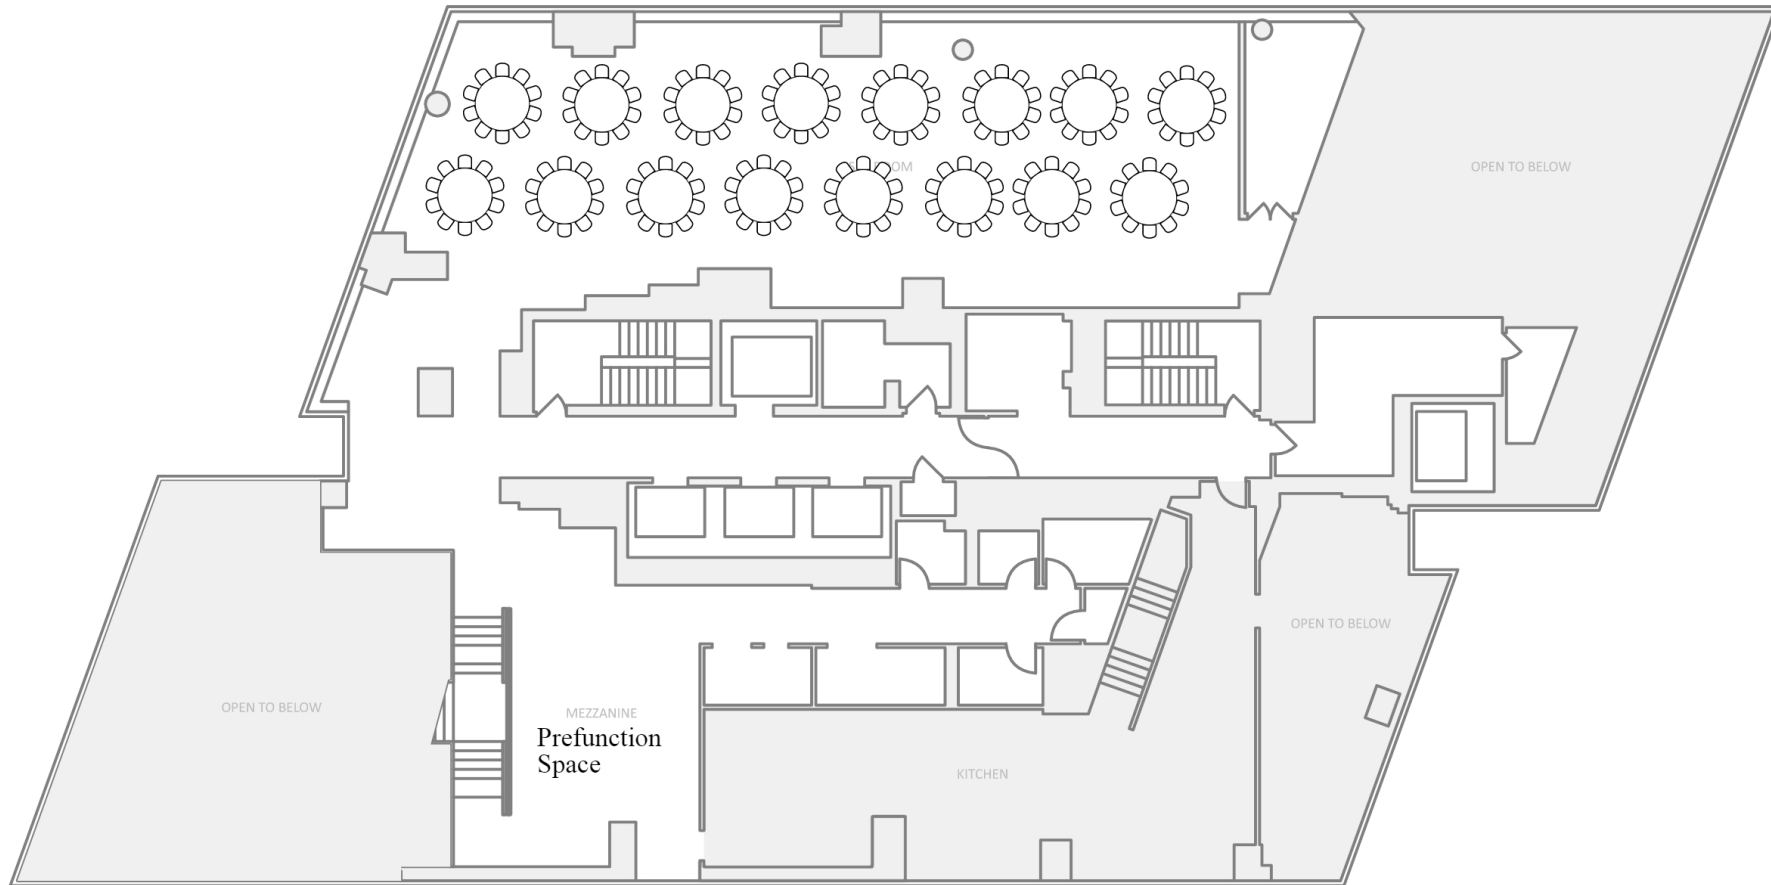 OPEN TO BELOW
OPEN TO BELOW
OPEN TO BELOW
MEZZANINE
Prefunction
Space
KITCHEN